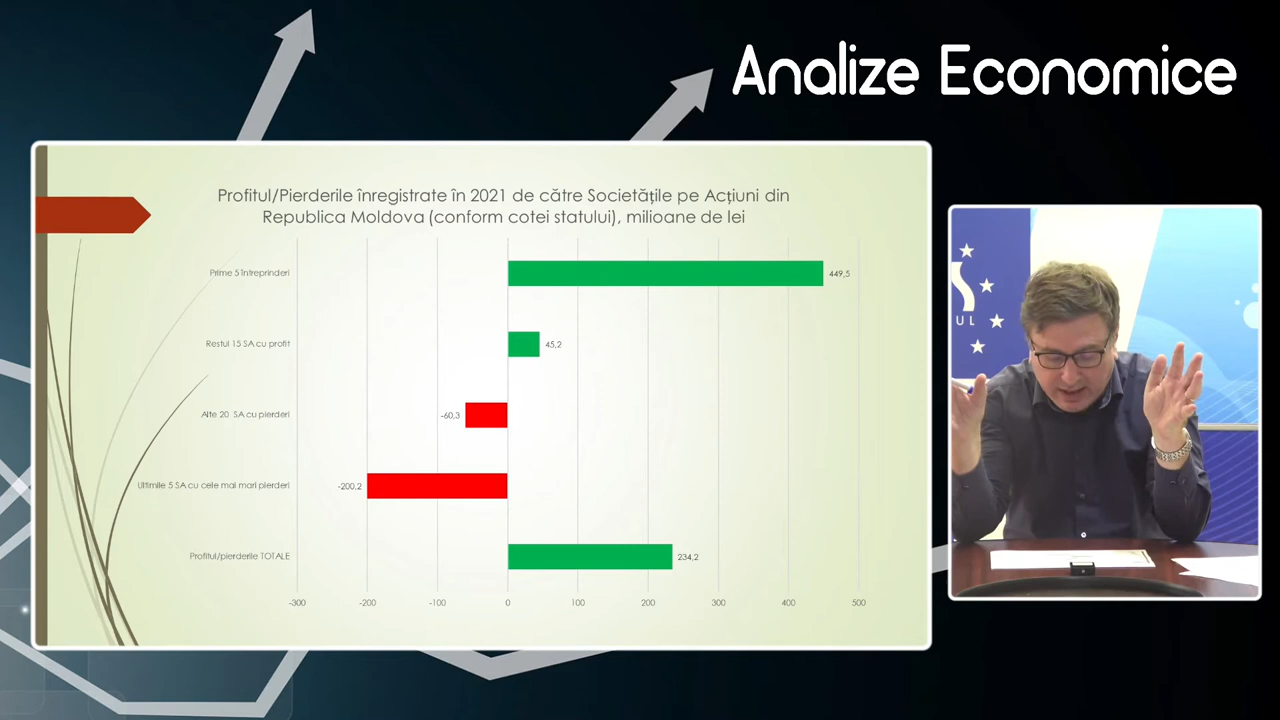 Analize Economice
Profitul/Pierderile înregistrate în 2021 de către Societățile pe Acțiuni din
Republica Moldova (conform cotei statului), milioane de lei
Prime 5 întreprinderi
449,5
Restul 15 SA cu profit
45,2
Alte 20 SA cu pierderi
-60,3
Ultimile 5 SA cu cele mai mari pierderi
-200,2
Profitul/pierderile TOTALE
234,2
-300 -200 -100 0 100 200 300 400 500
S
UL